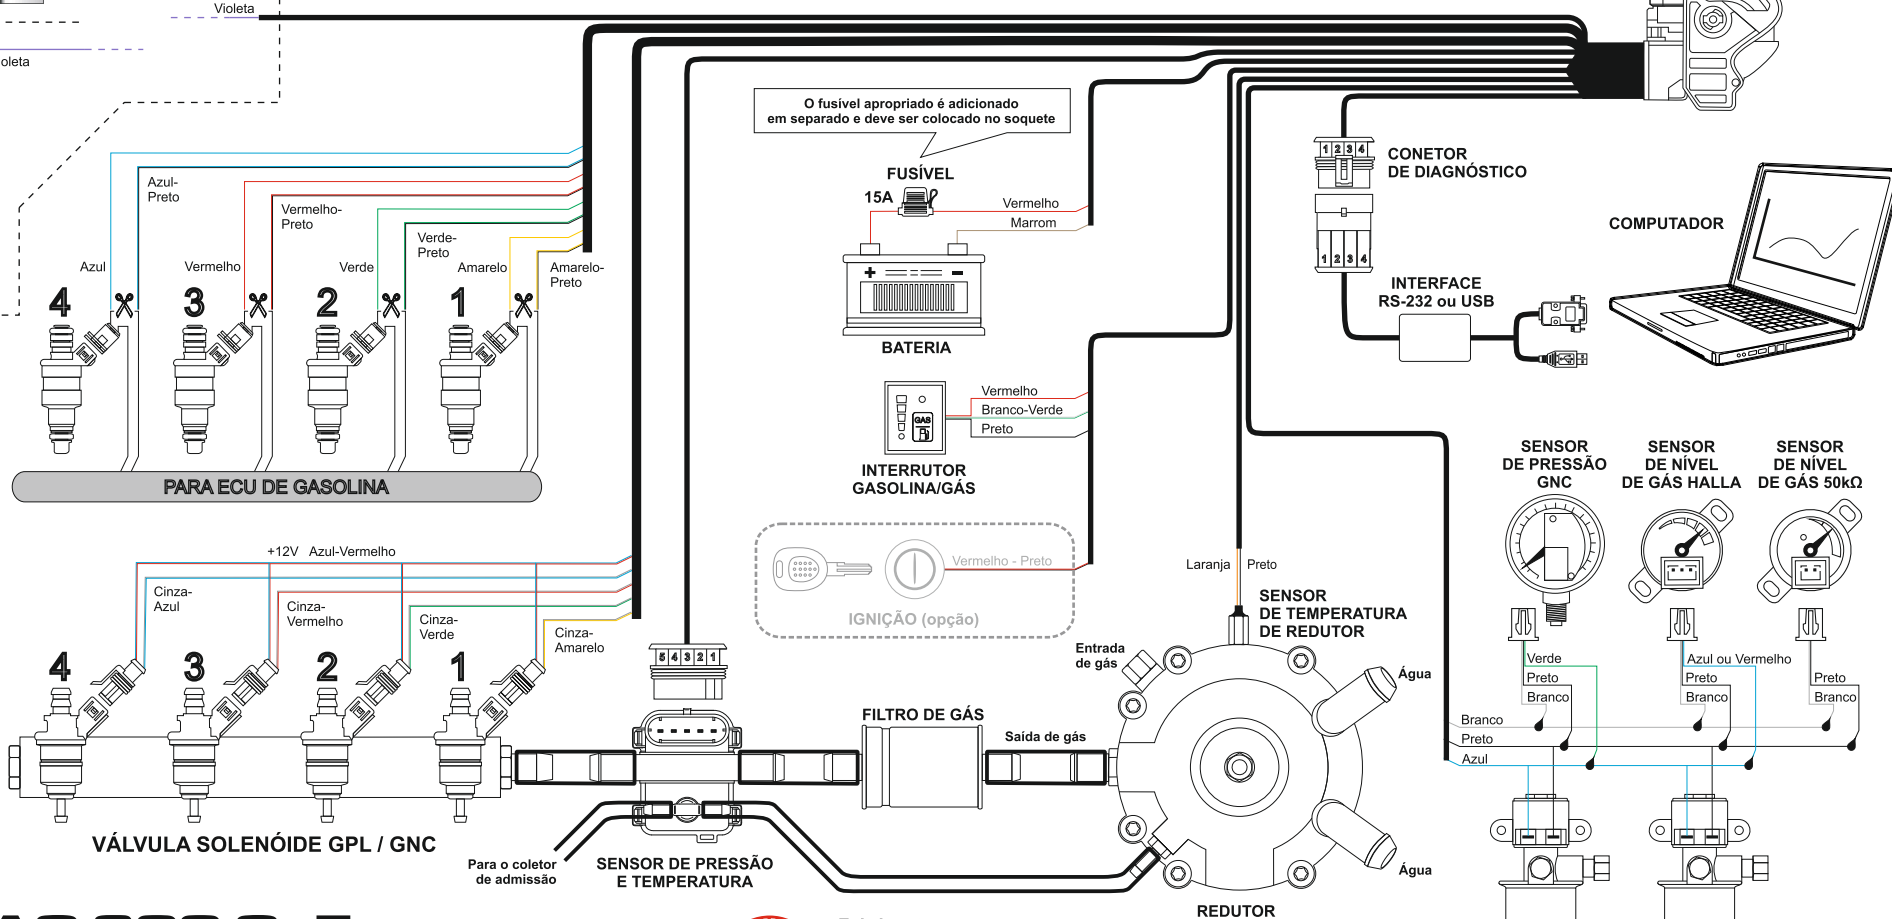 Violeta
oleta
O fusível apropriado é adicionado
em separado e deve ser colocado no soquete
FUSÍVEL
15A
Vermelho
Marrom
+ −
BATERIA
1 2 3 4
CONETOR
DE DIAGNÓSTICO
1 2 3 4
COMPUTADOR
INTERFACE
RS-232 ou USB
Azul-
Preto
Vermelho-
Preto
Verde-
Preto
Amarelo-
Preto
Azul
Vermelho
Verde
Amarelo
4 3 2 1
PARA ECU DE GASOLINA
Vermelho
Branco-Verde
Preto
GAS
INTERRUTOR
GASOLINA/GÁS
Vermelho - Preto
IGNIÇÃO (opção)
+12V Azul-Vermelho
Cinza-
Azul
Cinza-
Vermelho
Cinza-
Verde
Cinza-
Amarelo
4 3 2 1
VÁLVULA SOLENÓIDE GPL / GNC
5 4 3 2 1
Para o coletor
de admissão
SENSOR DE PRESSÃO
E TEMPERATURA
FILTRO DE GÁS
Saída de gás
Laranja
Preto
SENSOR
DE TEMPERATURA
DE REDUTOR
Entrada
de gás
Água
Água
REDUTOR
SENSOR
DE PRESSÃO
GNC
SENSOR
DE NÍVEL
DE GÁS HALLA
SENSOR
DE NÍVEL
DE GÁS 50kΩ
Verde
Preto
Branco
Azul ou Vermelho
Preto
Branco
Preto
Branco
Branco
Preto
Azul